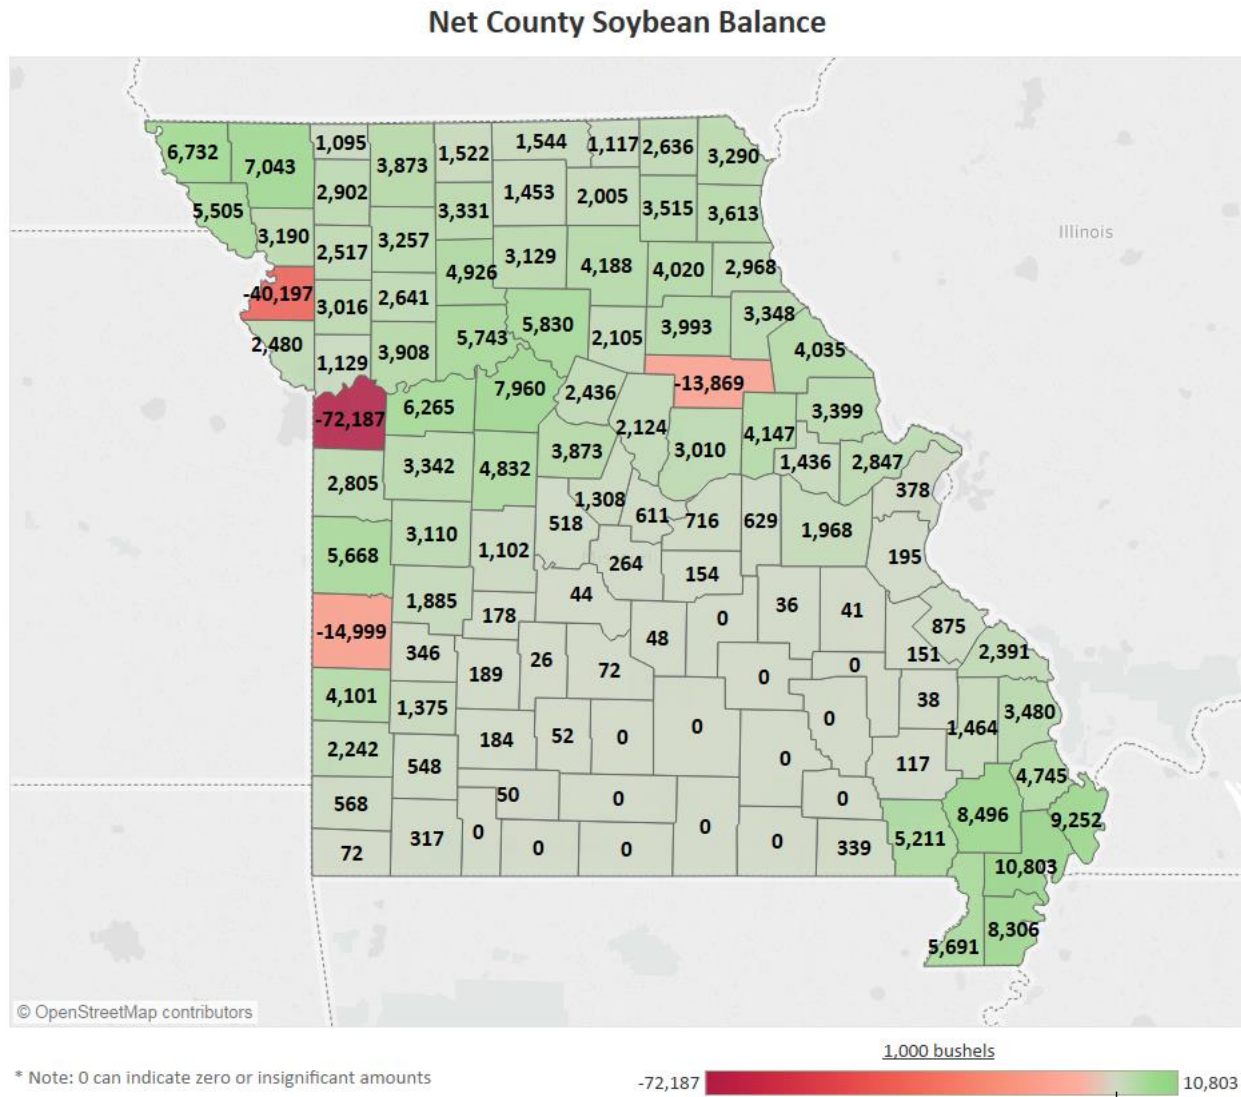 Net County Soybean Balance
6,732 7,043 1,095 3,873 1,522 1,544 1,117 2,636 3,290
5,505 2,902 3,331 1,453 2,005 3,515 3,613
3,190 2,517 3,257 4,926 3,129 4,188 4,020 2,968 Illinois
-40,197 3,016 2,641 5,743 5,830 2,105 3,993 3,348 4,035
2,480 1,129 3,908 7,960 2,436 -13,869
-72,187 6,265 2,124 3,010 4,147 3,399
2,805 3,342 4,832 3,873 1,436 2,847 378
5,668 3,110 1,102 518 1,308 611 716 629 1,968 195
264 154
-14,999 1,885 178 44 48 0 36 41 151 875 2,391
346 189 26 72 0 0
4,101 1,375 0 0 38 1,464 3,480
2,242 548 184 52 0 0 117 4,745
568 50 0 0 8,496 9,252
72 317 0 0 0 0 0 339 5,211 10,803
5,691 8,306
© OpenStreetMap contributors
1,000 bushels
* Note: 0 can indicate zero or insignificant amounts
-72,187 10,803